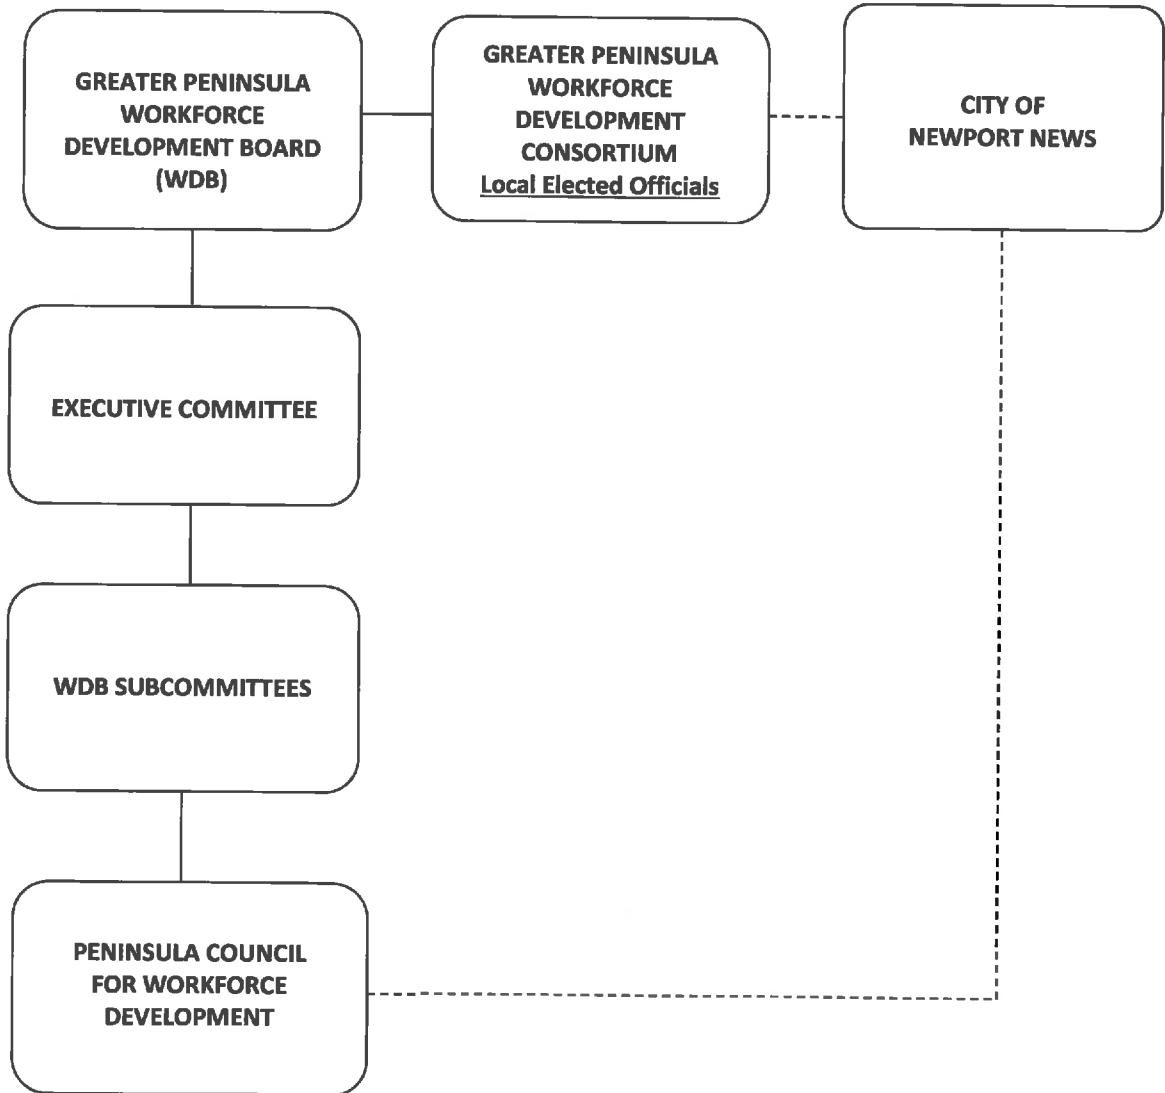 GREATER PENINSULA
WORKFORCE
DEVELOPMENT BOARD
(WDB)
GREATER PENINSULA
WORKFORCE
DEVELOPMENT
CONSORTIUM
Local Elected Officials
CITY OF
NEWPORT NEWS
EXECUTIVE COMMITTEE
WDB SUBCOMMITTEES
PENINSULA COUNCIL
FOR WORKFORCE
DEVELOPMENT